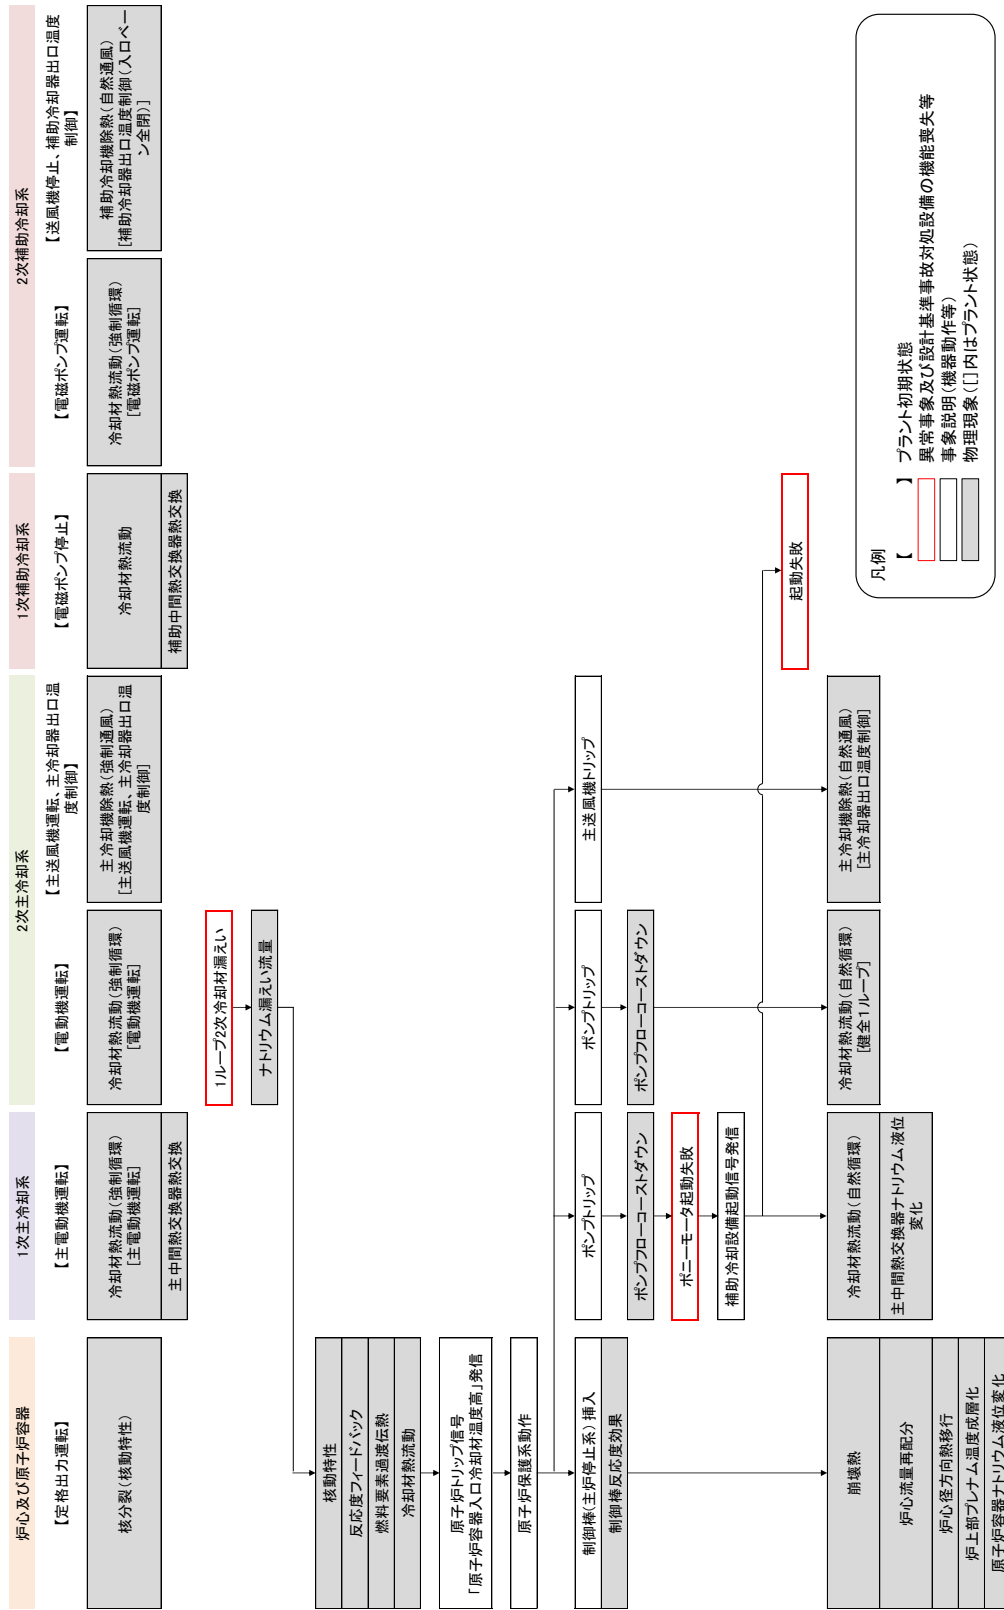 炉心及び原子炉容器
1次主冷却系
2次主冷却系
1次補助冷却系
2次補助冷却系
【定格出力運転】
【主電動機運転】
【電動機運転】
【主送風機運転、主冷却器出口温
度制御】
【電磁ポンプ停止】
【電磁ポンプ運転】
【送風機停止、補助冷却器出口温度
制御】
核分裂(核動特性)
冷却材熱流動(強制循環)
[主電動機運転]
主中間熱交換器熱交換
冷却材熱流動(強制循環)
[電動機運転]
主冷却機除熱(強制通風)
[主送風機運転、主冷却器出口温
度制御]
冷却材熱流動
補助中間熱交換器熱交換
冷却材熱流動(強制循環)
[電磁ポンプ運転]
補助冷却機除熱(自然通風)
[補助冷却器出口温度制御(入口ベー
ン全閉)]
1ループ2次冷却材漏えい
ナトリウム漏えい流量
核動特性
反応度フィードバック
燃料要素過渡伝熱
冷却材熱流動
原子炉トリップ信号
「原子炉容器入口冷却材温度高」発信
原子炉保護系動作
制御棒(主炉停止系)挿入
制御棒反応度効果
ポンプトリップ
ポンプフローコーストダウン
ポニーモータ起動失敗
補助冷却設備起動信号発信
ポンプトリップ
ポンプフローコーストダウン
主送風機トリップ
起動失敗
崩壊熱
炉心流量再配分
炉心径方向熱移行
炉上部プレナム温度成層化
原子炉容器ナトリウム液位変化
冷却材熱流動(自然循環)
主中間熱交換器ナトリウム液位
変化
冷却材熱流動(自然循環)
[健全1ループ]
主冷却機除熱(自然通風)
[主冷却器出口温度制御]
凡例
【 】 プラント初期状態
異常事象及び設計基準事故対処設備の機能喪失等
事象説明(機器動作等)
物理現象([]内はプラント状態)